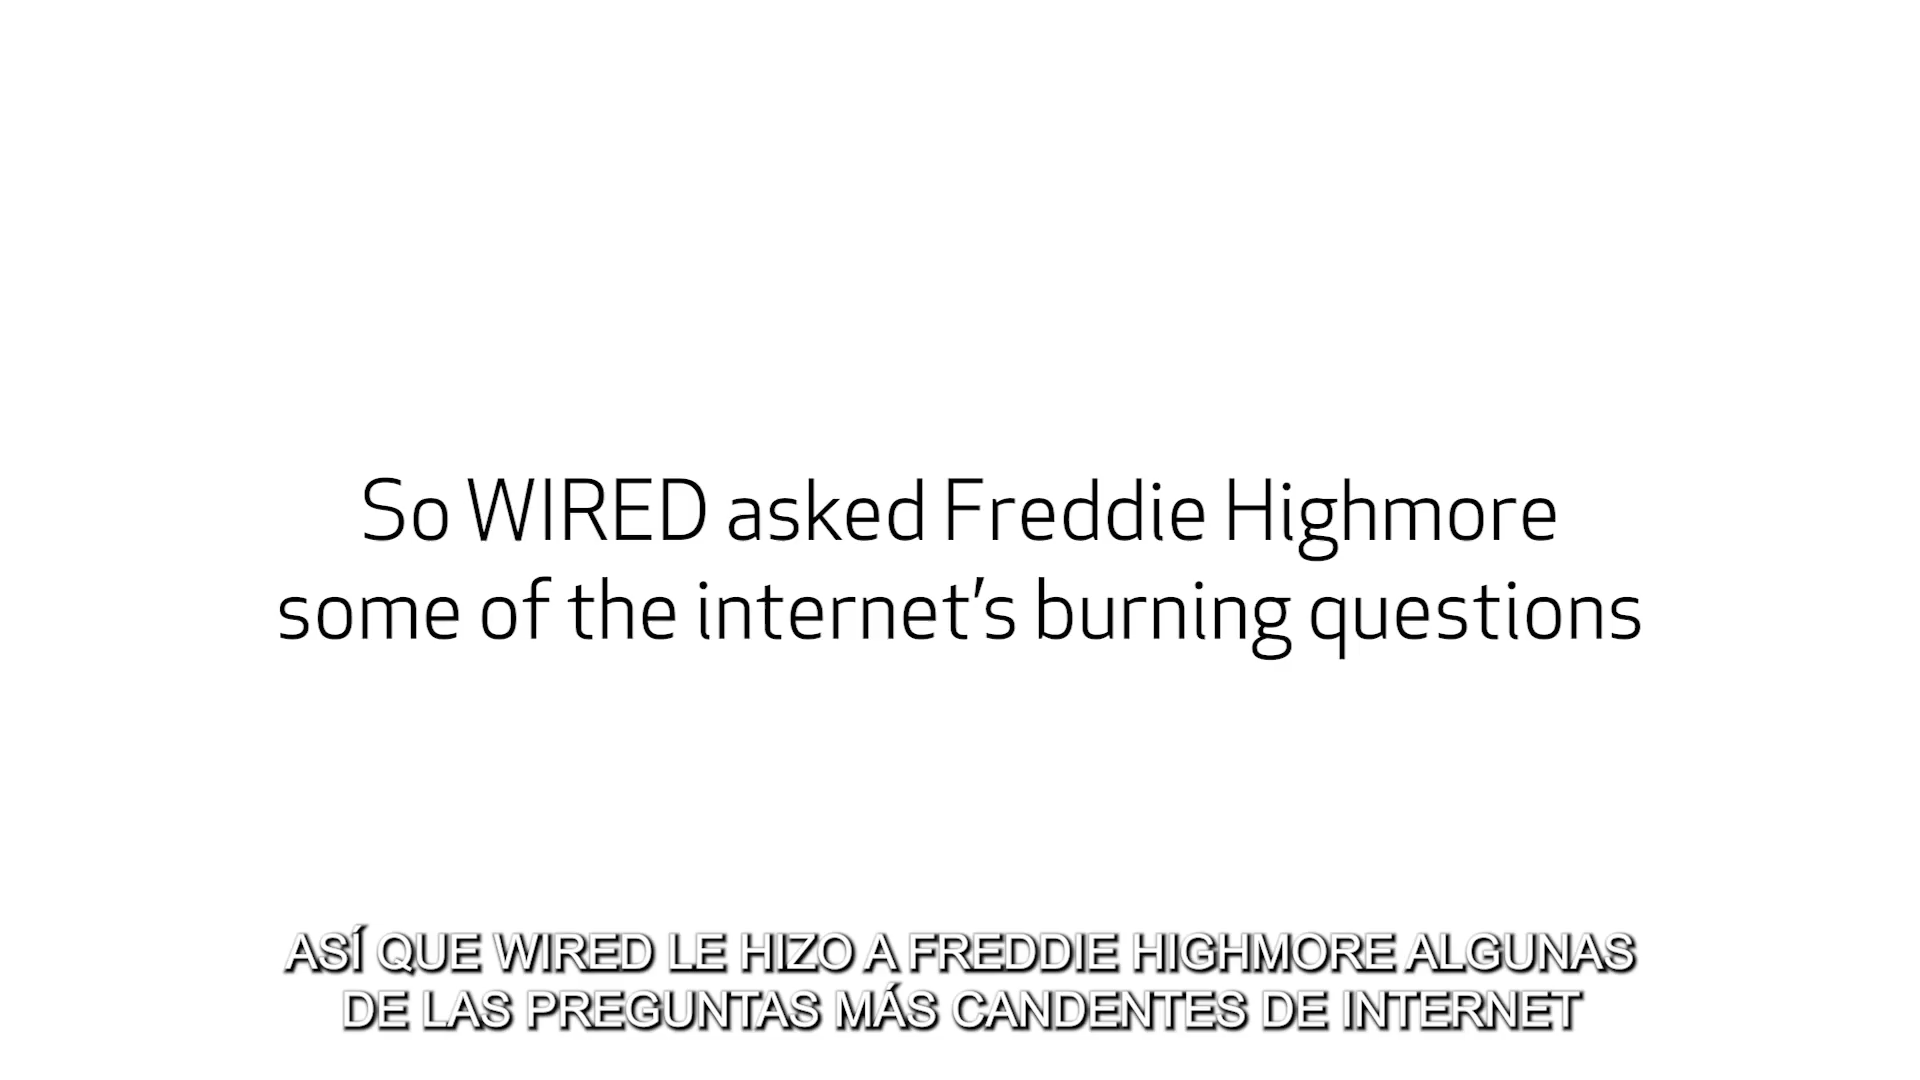 So WIRED asked Freddie Highmore
some of the internet’s burning questions
ASÍ QUE WIRED LE HIZO A FREDDIE HIGHMORE ALGUNAS
DE LAS PREGUNTAS MÁS CANDENTES DE INTERNET